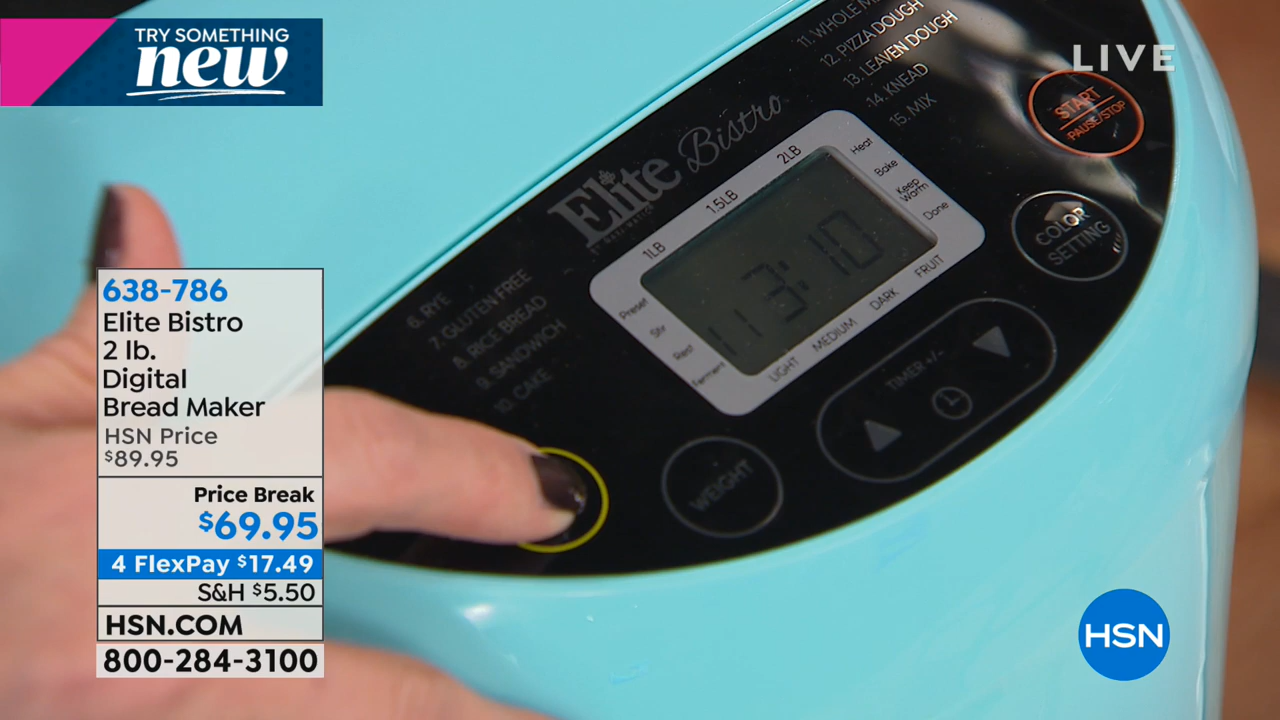 TRY SOMETHING
new
LIVE
11. WHOLE M
12. PIZZA DOUGH
13. LEAVEN DOUGH
14. KNEAD
15. MIX
START
PAUSE/STOP
Elite Bistro
COLOR
SETTING
1LB 1.5LB 2LB
Heat
Bake
Keep
Warm
Done
Preset
Stir
Rest
Ferment
3:10
LIGHT MEDIUM DARK FRUIT
6. RYE
7. GLUTEN FREE
8. RICE BREAD
9. SANDWICH
10. CAKE
TIMER -/+
WEIGHT
638-786
Elite Bistro
2 lb.
Digital
Bread Maker
HSN Price
$89.95
Price Break
$69.95
4 FlexPay $17.49
S&H $5.50
HSN.COM
800-284-3100
HSN